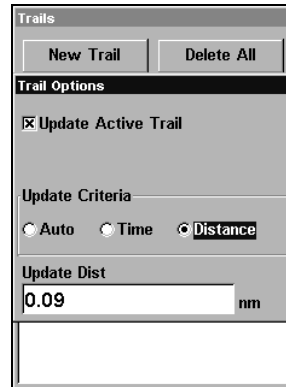 Trails
New Trail Delete All
Trail Options
Update Active Trail
Update Criteria
Auto Time Distance
Update Dist
0.09 nm